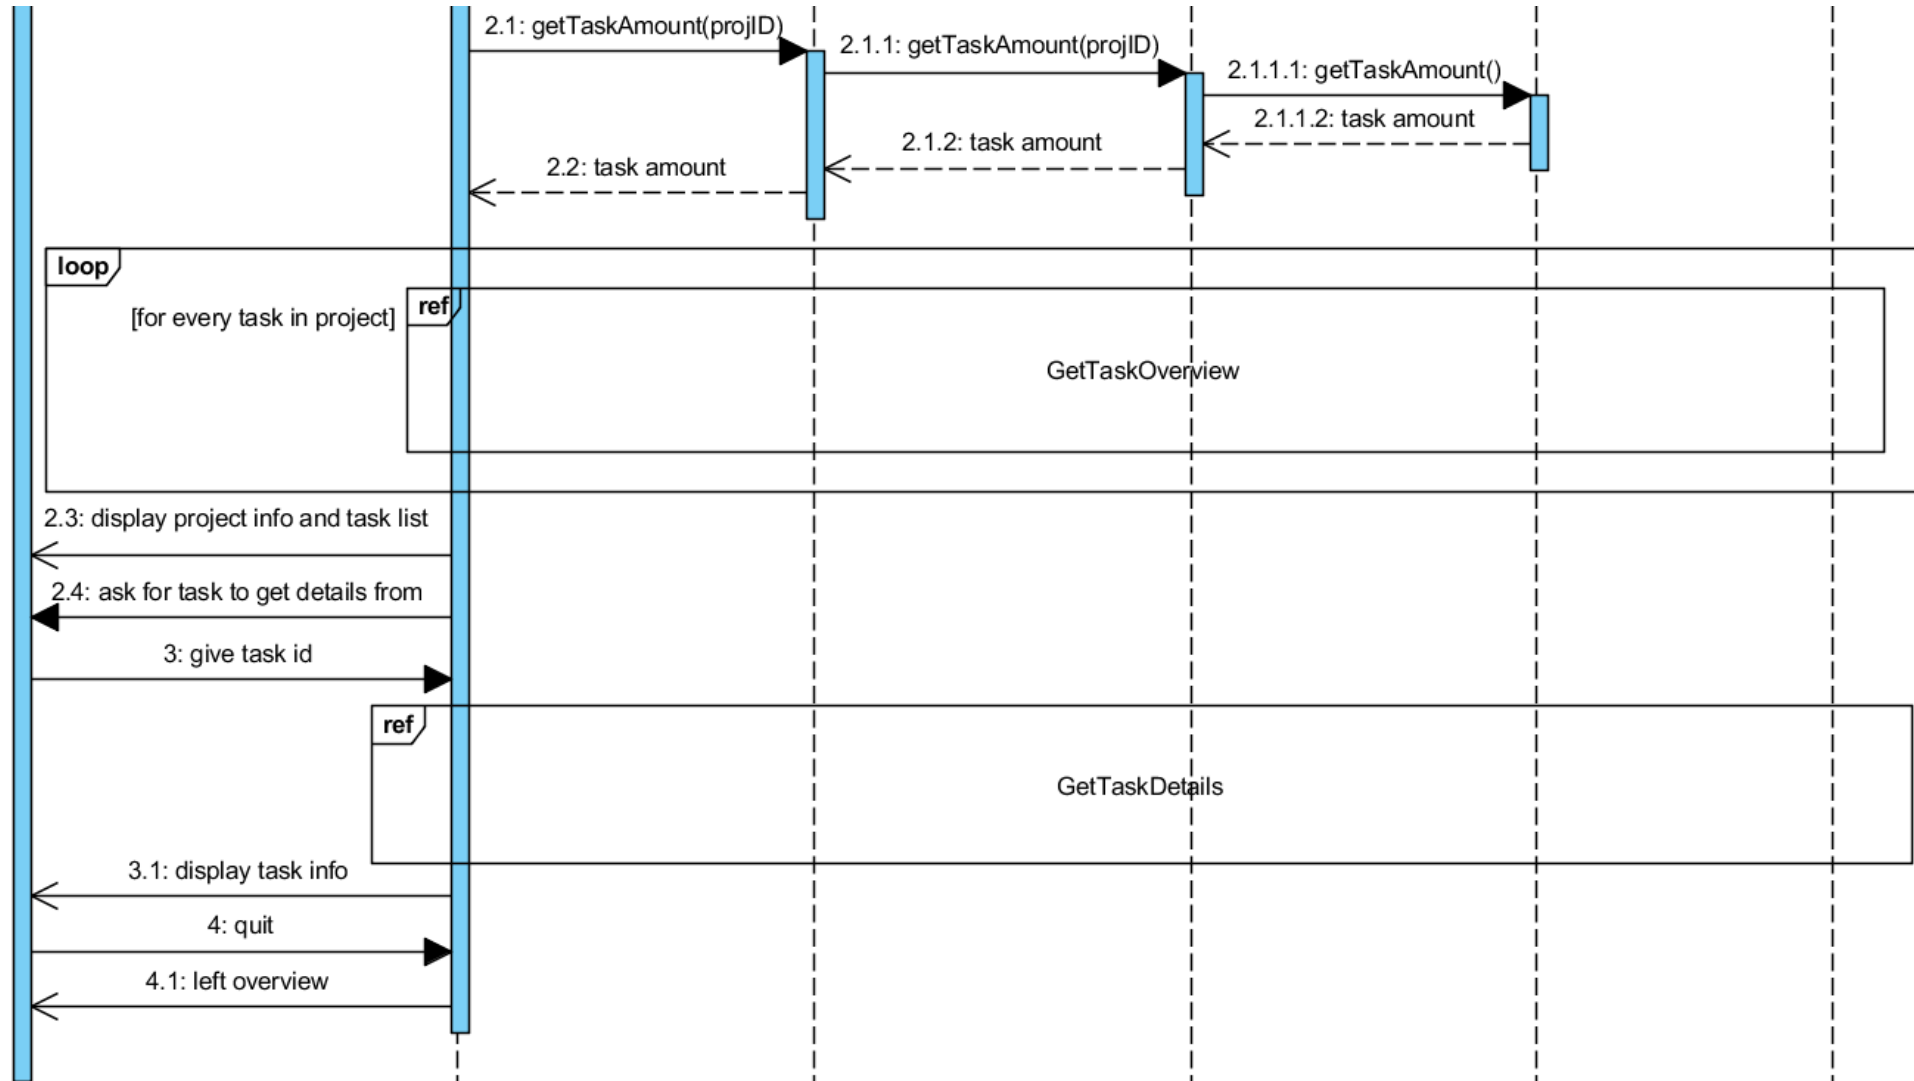 2.1: getTaskAmount(projID)
2.1.1: getTaskAmount(projID)
2.1.1.1: getTaskAmount()
2.1.1.2: task amount
2.1.2: task amount
2.2: task amount
loop
[for every task in project]
ref
GetTaskOverview
2.3: display project info and task list
2.4: ask for task to get details from
3: give task id
ref
GetTaskDetails
3.1: display task info
4: quit
4.1: left overview